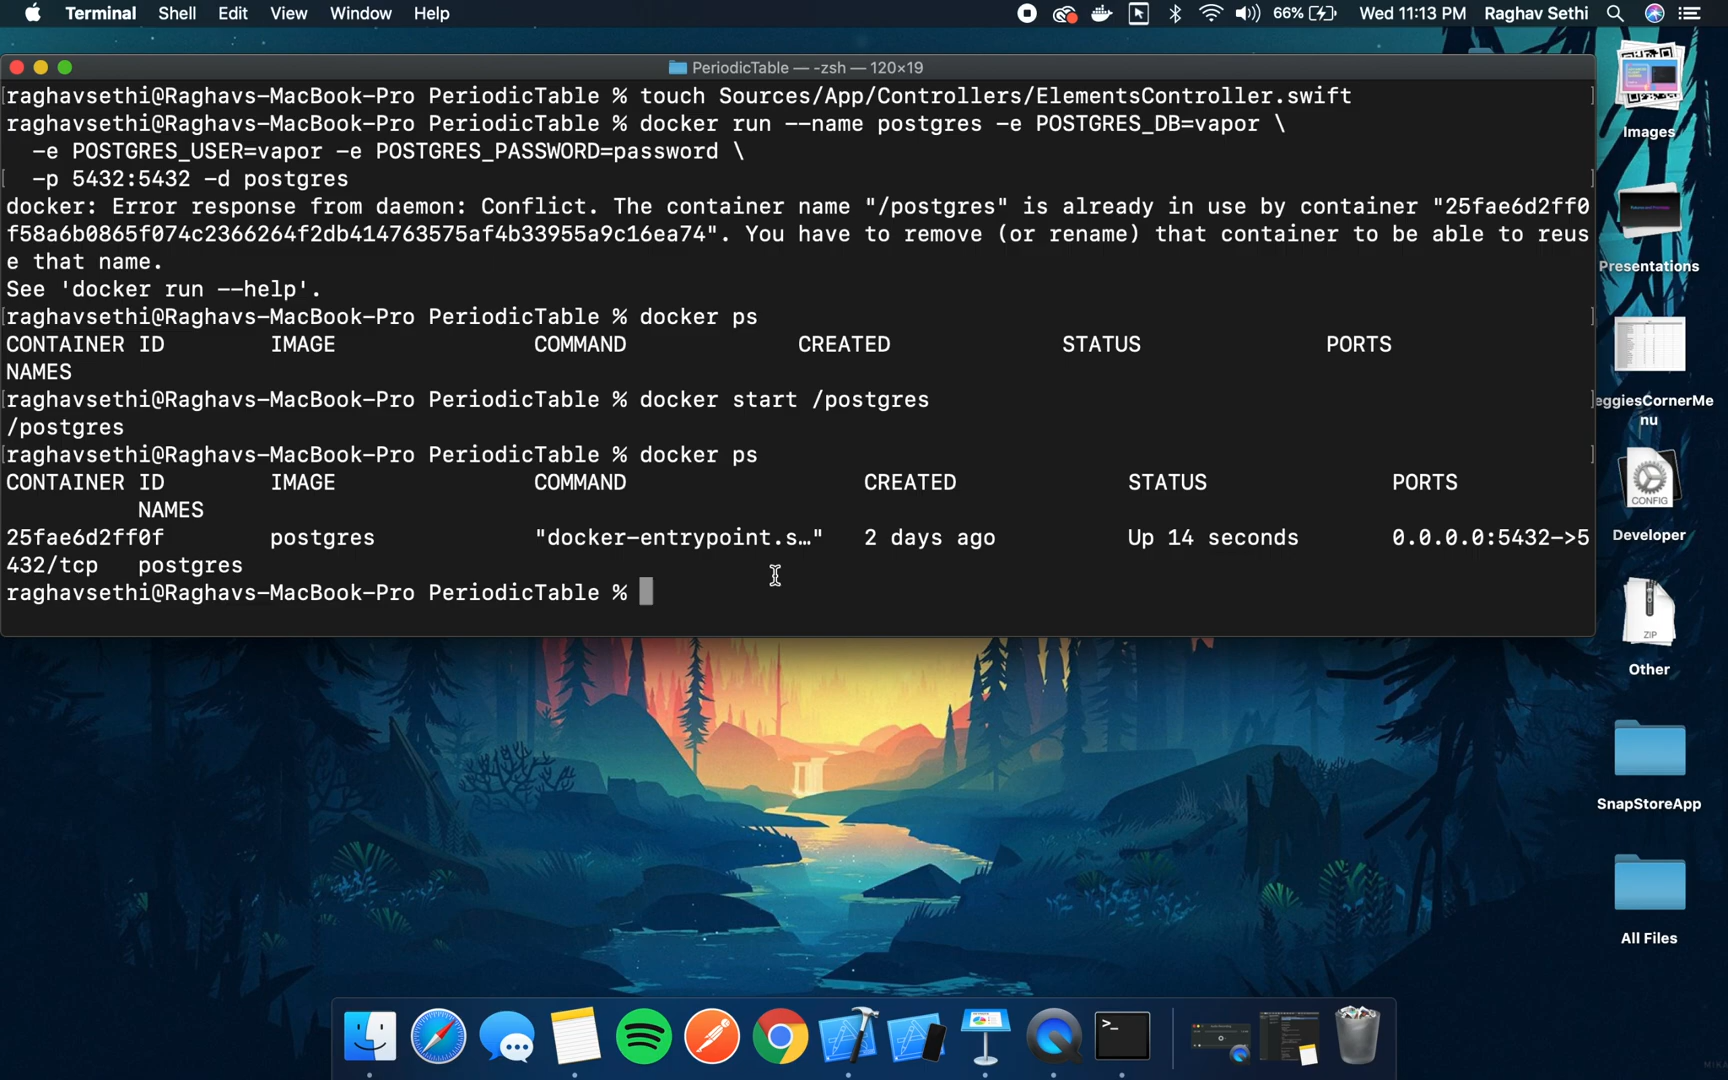 Terminal Shell Edit View Window Help 66% Wed 11:13 PM Raghav Sethi
PeriodicTable — -zsh — 120×19
raghavsethi@Raghavs-MacBook-Pro PeriodicTable % touch Sources/App/Controllers/ElementsController.swift
raghavsethi@Raghavs-MacBook-Pro PeriodicTable % docker run --name postgres -e POSTGRES_DB=vapor \
-e POSTGRES_USER=vapor -e POSTGRES_PASSWORD=password \
-p 5432:5432 -d postgres
docker: Error response from daemon: Conflict. The container name "/postgres" is already in use by container "25fae6d2ff0
f58a6b0865f074c2366264f2db414763575af4b33955a9c16ea74". You have to remove (or rename) that container to be able to reus
e that name.
See 'docker run --help'.
raghavsethi@Raghavs-MacBook-Pro PeriodicTable % docker ps
CONTAINER ID IMAGE COMMAND CREATED STATUS PORTS
NAMES
raghavsethi@Raghavs-MacBook-Pro PeriodicTable % docker start /postgres
/postgres
raghavsethi@Raghavs-MacBook-Pro PeriodicTable % docker ps
CONTAINER ID IMAGE COMMAND CREATED STATUS PORTS
NAMES
25fae6d2ff0f postgres "docker-entrypoint.s…" 2 days ago Up 14 seconds 0.0.0.0:5432->5
432/tcp postgres
raghavsethi@Raghavs-MacBook-Pro PeriodicTable %
Images
Presentations
eggiesCornerMe
nu
CONFIG
Developer
ZIP
Other
SnapStoreApp
All Files